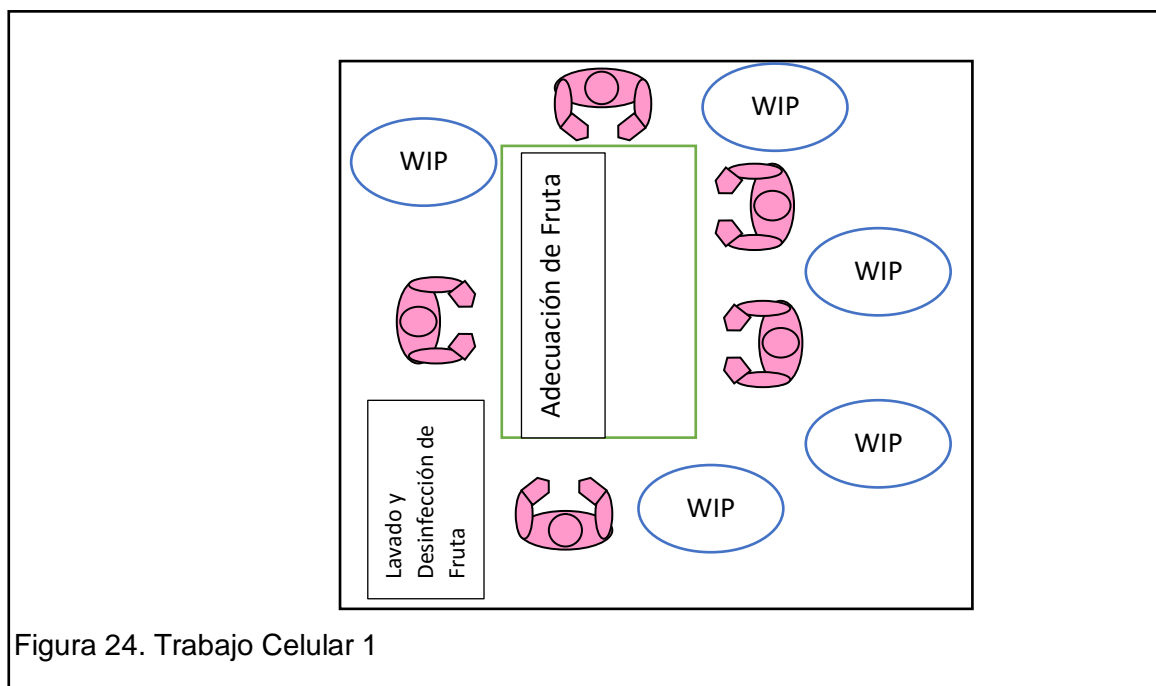 WIP
WIP
Adecuación de Fruta
WIP
WIP
WIP
Lavado y
Desinfección de
Fruta
Figura 24. Trabajo Celular 1